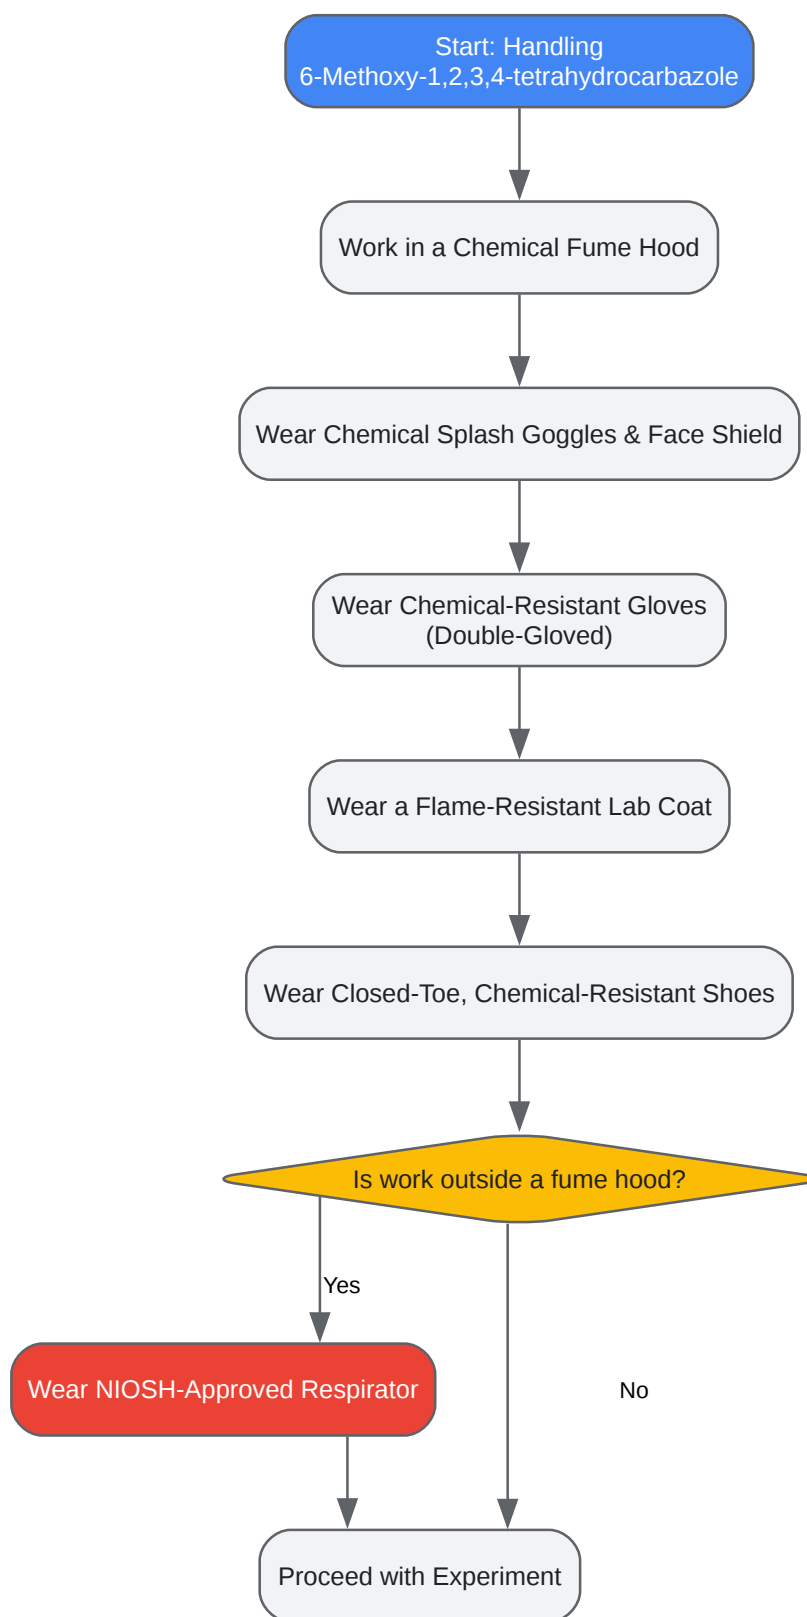 Start: Handling
6-Methoxy-1,2,3,4-tetrahydrocarbazole
Work in a Chemical Fume Hood
Wear Chemical Splash Goggles & Face Shield
Wear Chemical-Resistant Gloves
(Double-Gloved)
Wear a Flame-Resistant Lab Coat
Wear Closed-Toe, Chemical-Resistant Shoes
Is work outside a fume hood?
Yes
Wear NIOSH-Approved Respirator
No
Proceed with Experiment